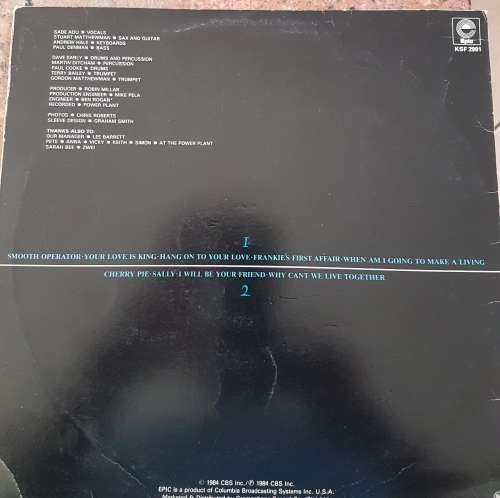 SADE ADU ● VOCALS
STUART MATTHEWMAN ● SAX AND GUITAR
ANDREW HALE ● KEYBOARDS
PAUL DENMAN ● BASS
DAVE EARLY ● DRUMS AND PERCUSSION
MARTIN DITCHAM ● PERCUSSION
PAUL COOKE ● DRUMS
TERRY BAILEY ● TRUMPET
GORDON MATTHEWMAN ● TRUMPET
PRODUCER ● ROBIN MILLAR
PRODUCTION ENGINEER ● MIKE PELA
ENGINEER ● BEN ROGAN
RECORDED ● POWER PLANT
PHOTOS ● CHRIS ROBERTS
SLEEVE DESIGN ● GRAHAM SMITH
THANKS ALSO TO:
OUR MANAGER ● LEE BARRETT
PETE ● ANNA ● VICKY ● KEITH ● SIMON ● AT THE POWER PLANT
SARAH BEE ● ZWEI
Epic
KSF 2991
1
SMOOTH OPERATOR·YOUR LOVE IS KING·HANG ON TO YOUR LOVE·FRANKIE'S FIRST AFFAIR·WHEN AM I GOING TO MAKE A LIVING
CHERRY PIE·SALLY·I WILL BE YOUR FRIEND·WHY CANT WE LIVE TOGETHER
2
© 1984 CBS Inc./℗ 1984 CBS Inc.
EPIC is a product of Columbia Broadcasting Systems Inc. U.S.A.
Marketed & Distributed by